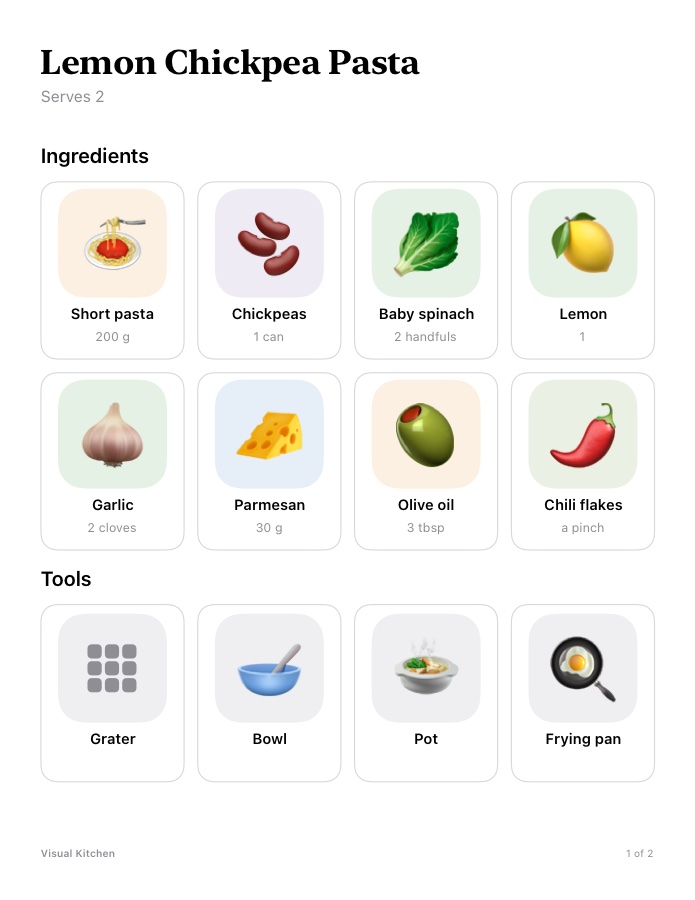 Lemon Chickpea Pasta
Serves 2
Ingredients
Short pasta
200 g
Chickpeas
1 can
Baby spinach
2 handfuls
Lemon
1
Garlic
2 cloves
Parmesan
30 g
Olive oil
3 tbsp
Chili flakes
a pinch
Tools
Grater
Bowl
Pot
Frying pan
Visual Kitchen
1 of 2